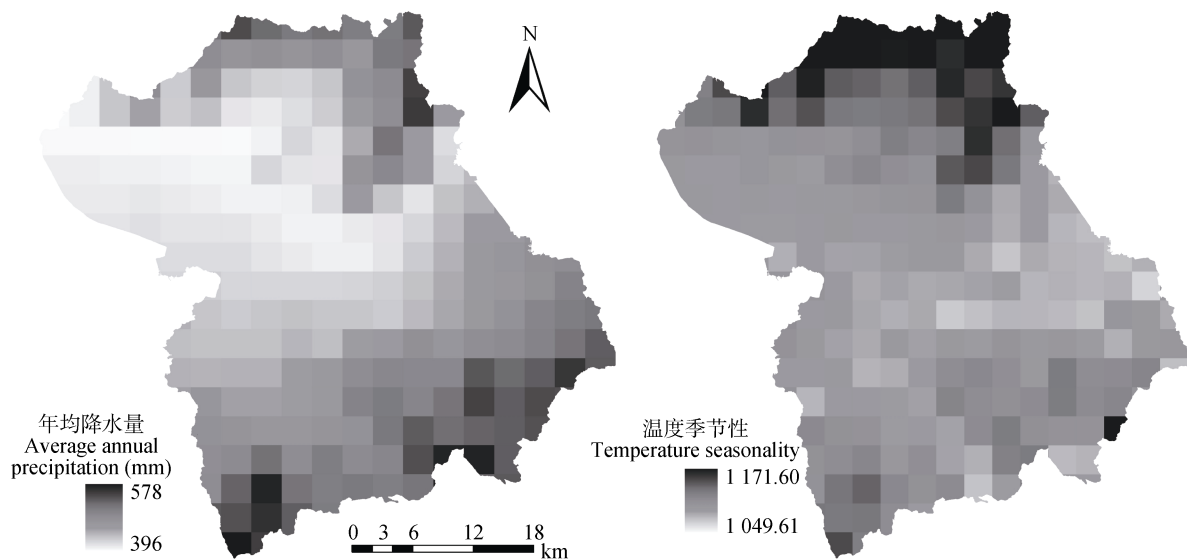 N
年均降水量
Average annual
precipitation (mm)
578
396
0 3 6 12 18
km
温度季节性
Temperature seasonality
1 171.60
1 049.61